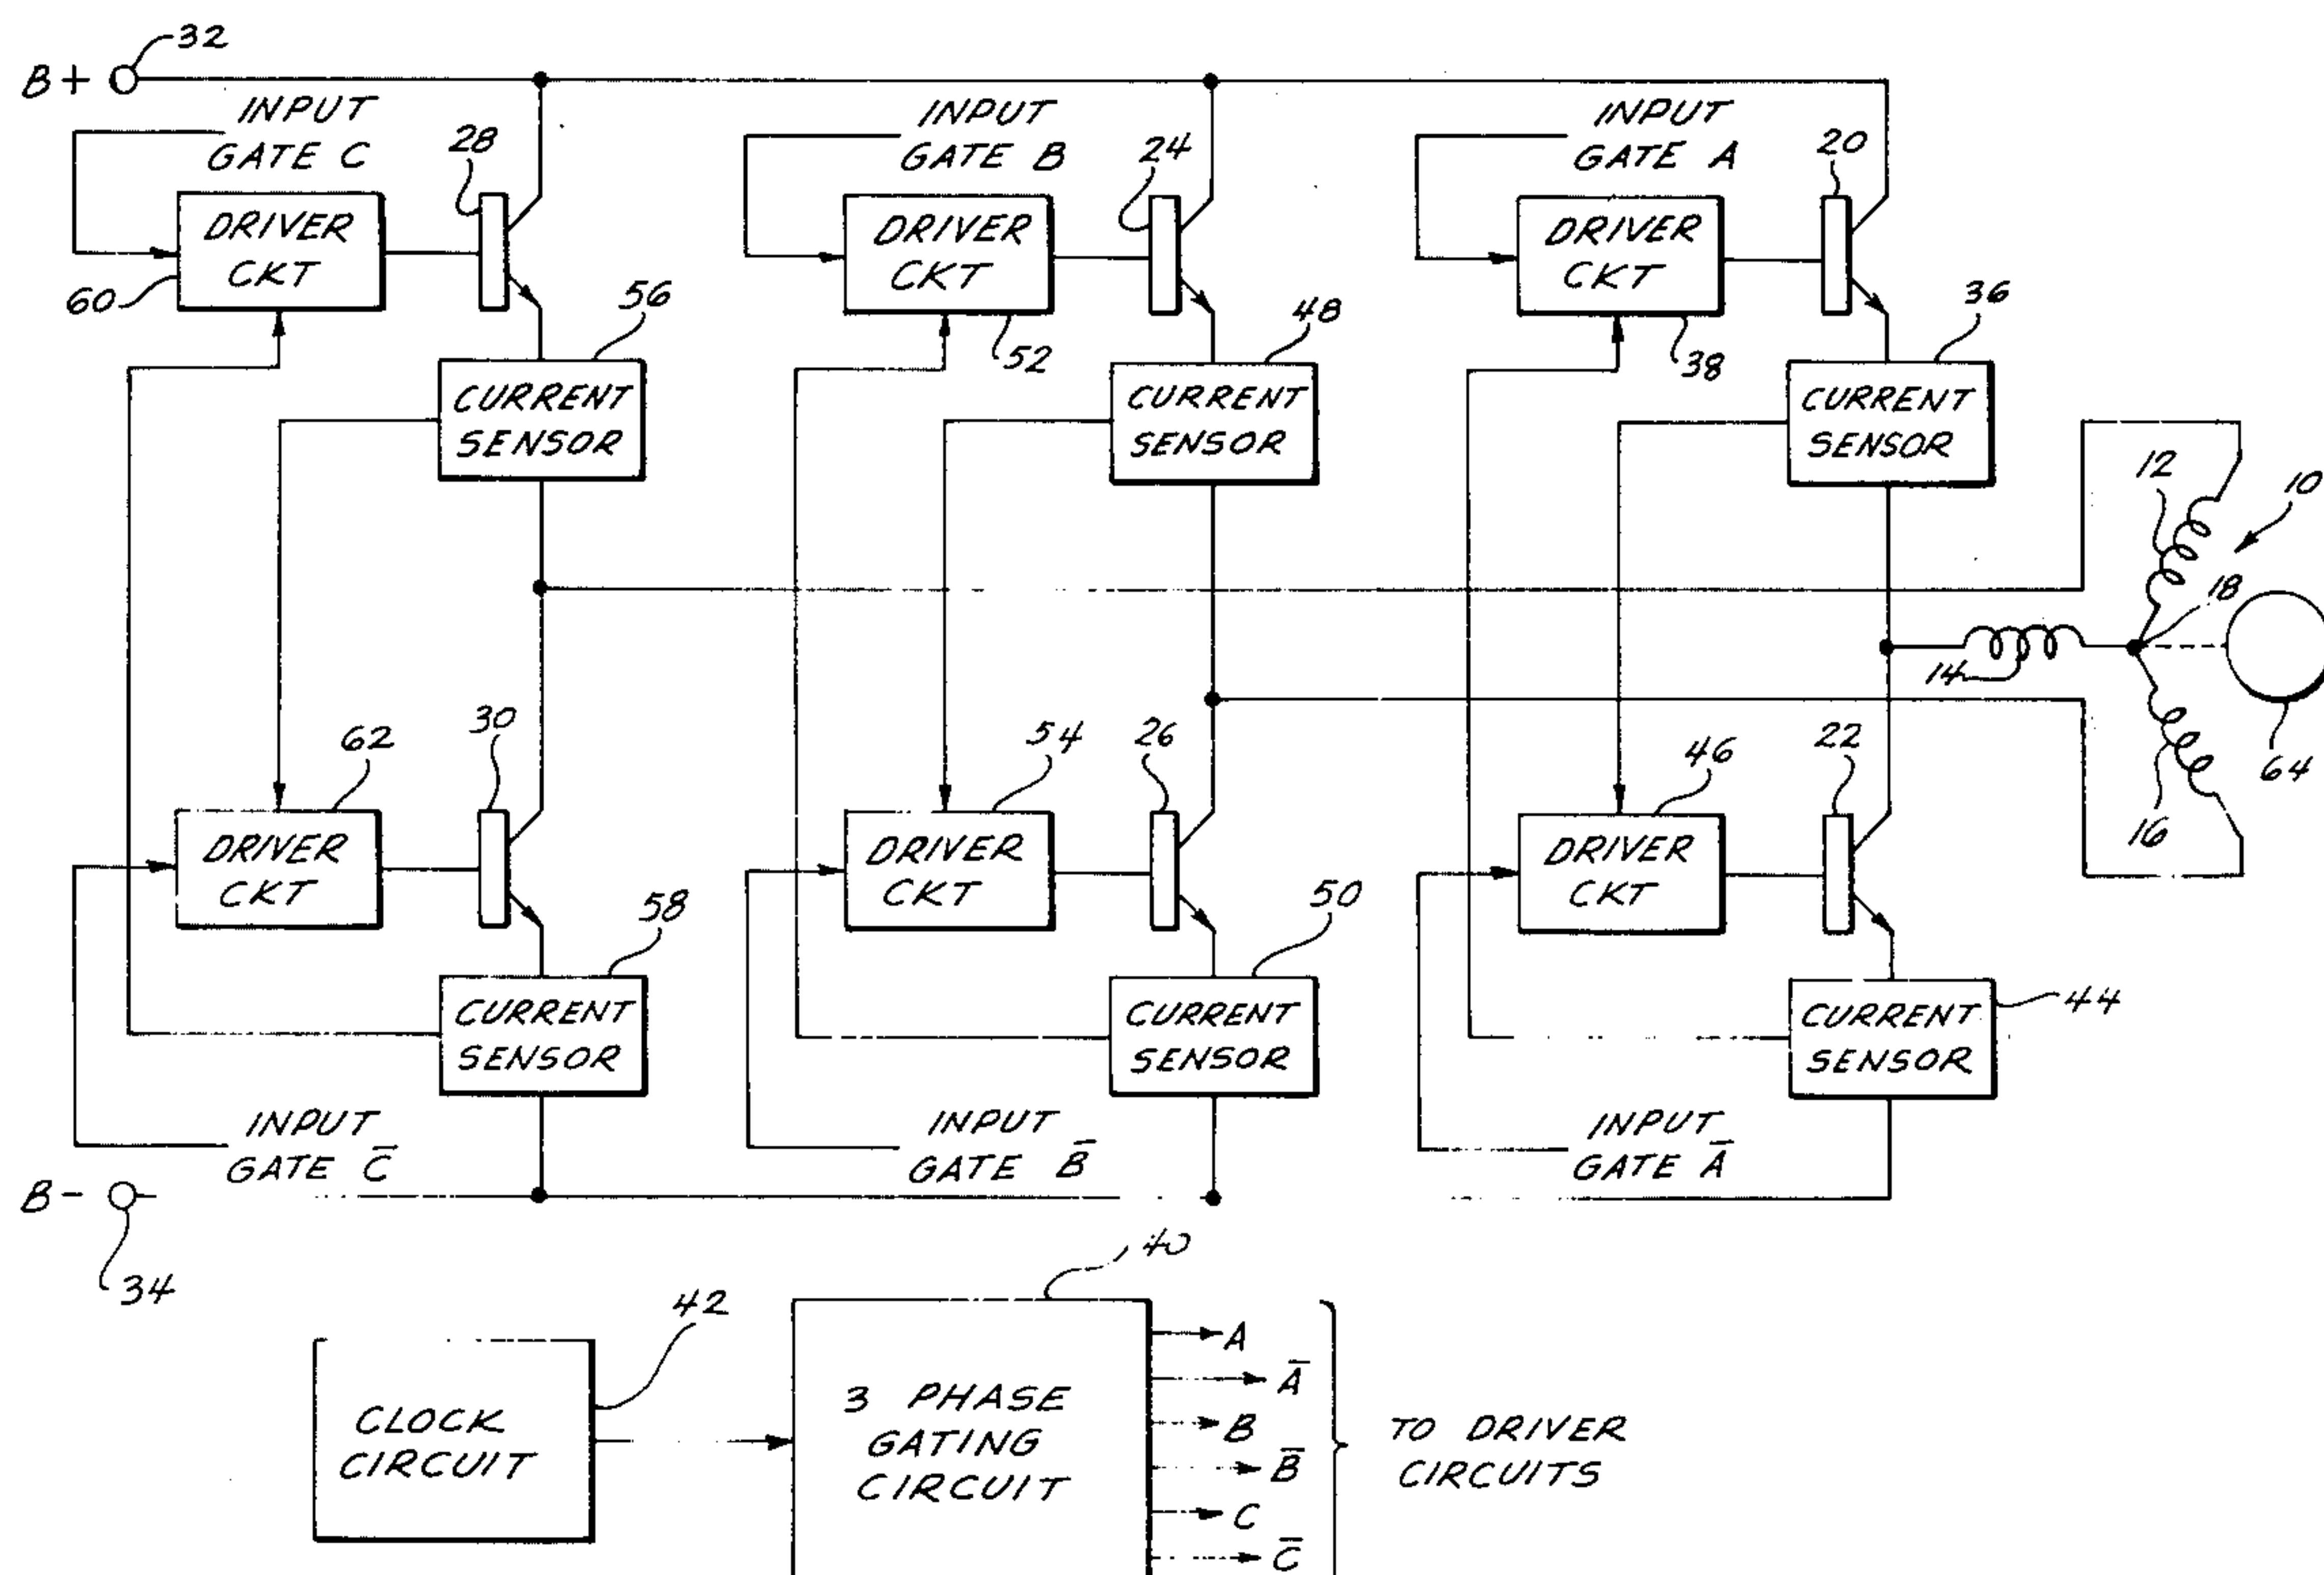 32
B+
INPUT
GATE C
28
INPUT
GATE B
24
INPUT
GATE A
20
DRIVER
CKT
60
DRIVER
CKT
52
DRIVER
CKT
38
56
CURRENT
SENSOR
48
CURRENT
SENSOR
36
CURRENT
SENSOR
12
10
18
14
16
64
62
30
DRIVER
CKT
54
26
DRIVER
CKT
46
22
DRIVER
CKT
58
CURRENT
SENSOR
50
CURRENT
SENSOR
44
CURRENT
SENSOR
INPUT
GATE C̅
INPUT
GATE B̅
INPUT
GATE A̅
B-
34
42
CLOCK
CIRCUIT
40
3 PHASE
GATING
CIRCUIT
A
A̅
B
B̅
C
C̅
TO DRIVER
CIRCUITS